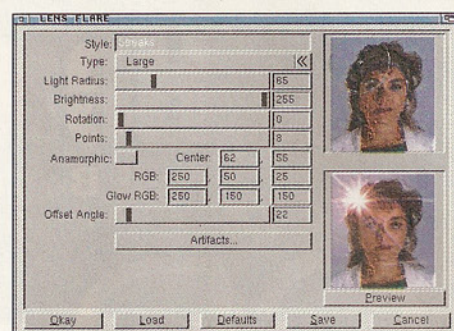 LENS FLARE
Style: Streaks
Type: Large
Light Radius: 65
Brightness: 255
Rotation: 0
Points: 8
Anamorphic: Center: 62 , 55
RGB: 250 , 50 , 25
Glow RGB: 250 , 150 , 150
Offset Angle: 22
Artifacts...
Preview
Okay Load Defaults Save Cancel